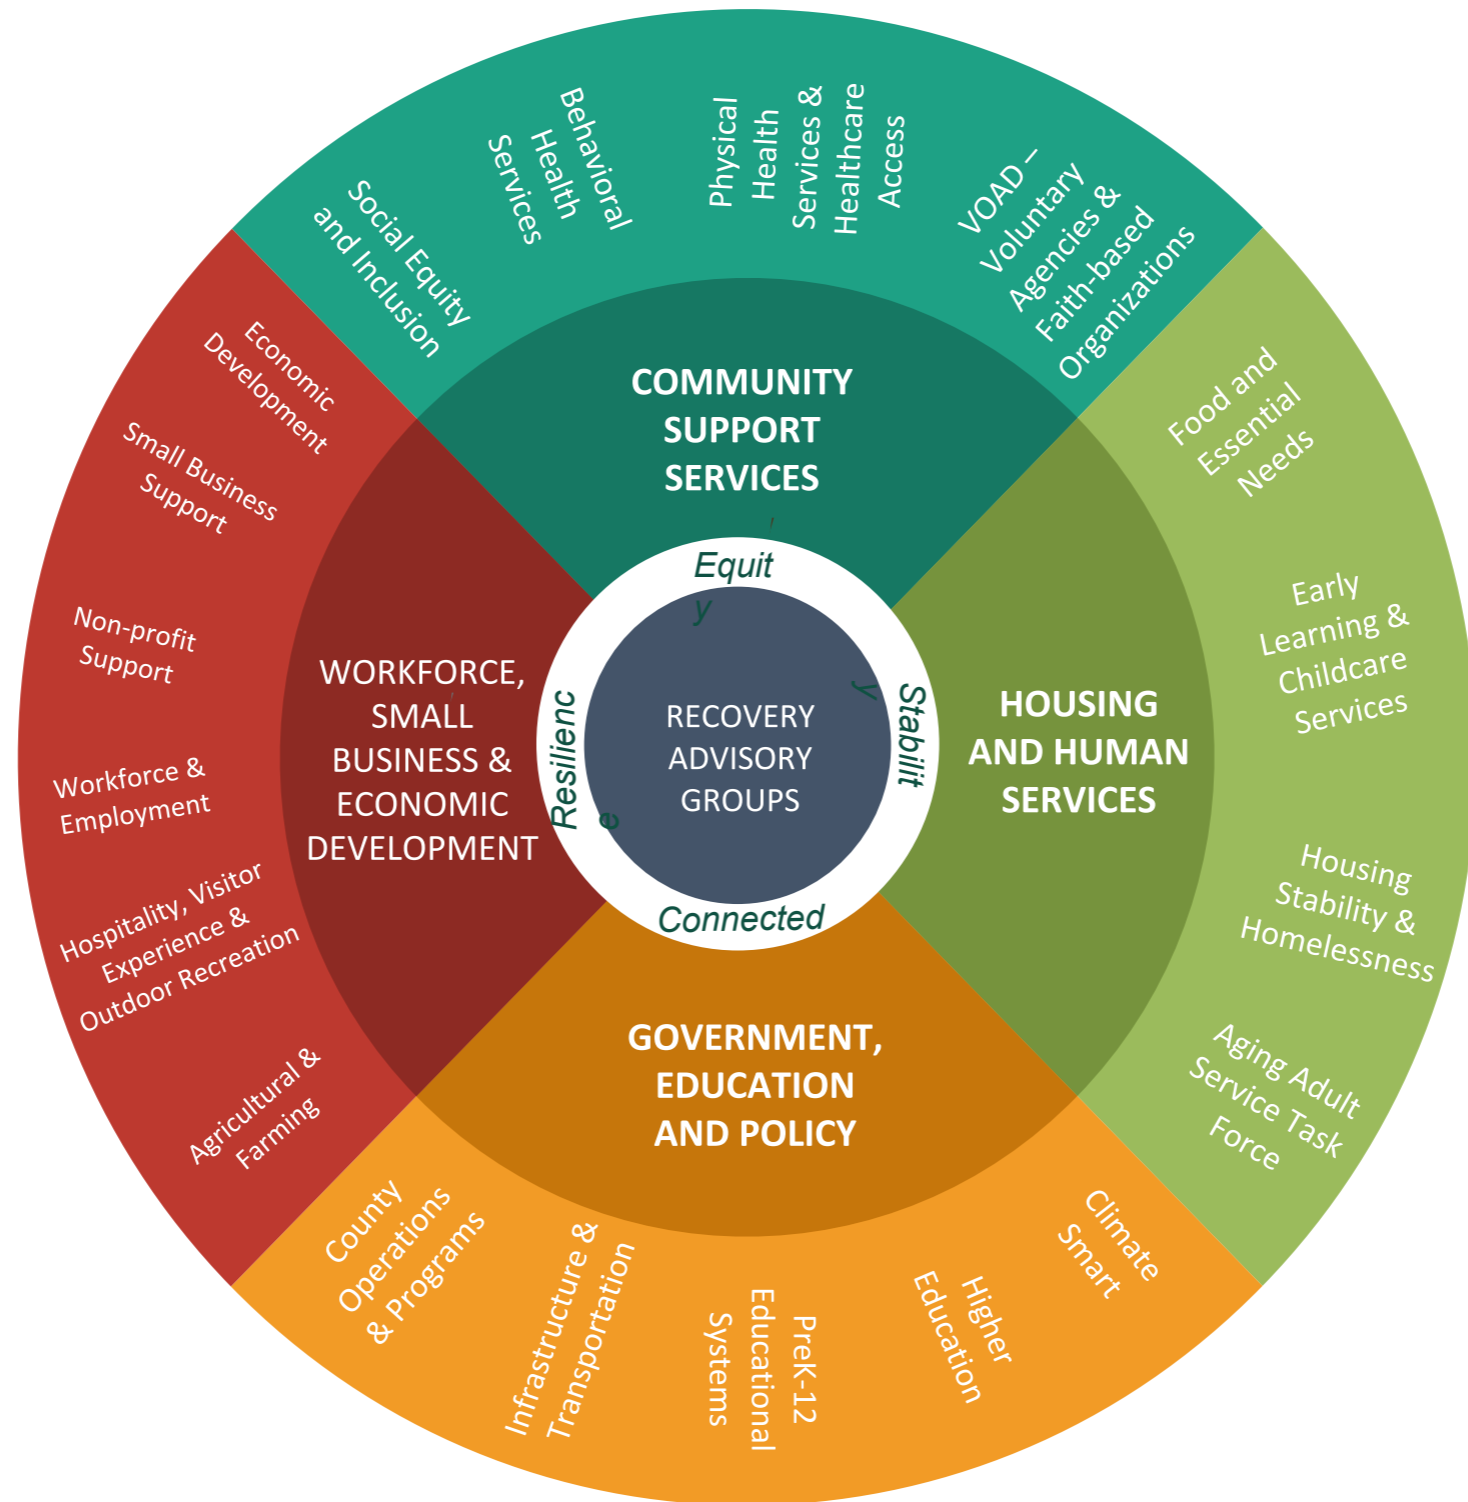 Social Equity
and Inclusion
Behavioral
Health
Services
Physical
Health
Services &
Healthcare
Access
VOAD –
Voluntary
Agencies &
Faith-based
Organizations
COMMUNITY
SUPPORT
SERVICES
Food and
Essential
Needs
Early
Learning &
Childcare
Services
Housing
Stability &
Homelessness
Aging Adult
Service Task
Force
HOUSING
AND HUMAN
SERVICES
Climate
Smart
Higher
Education
PreK-12
Educational
Systems
Infrastructure &
Transportation
County
Operations
& Programs
GOVERNMENT,
EDUCATION
AND POLICY
Agricultural &
Farming
Hospitality, Visitor
Experience &
Outdoor Recreation
Workforce &
Employment
Non-profit
Support
Small Business
Support
Economic
Development
WORKFORCE,
SMALL
BUSINESS &
ECONOMIC
DEVELOPMENT
Equit
y
Stabilit
y
Connected
Resilienc
e
RECOVERY
ADVISORY
GROUPS